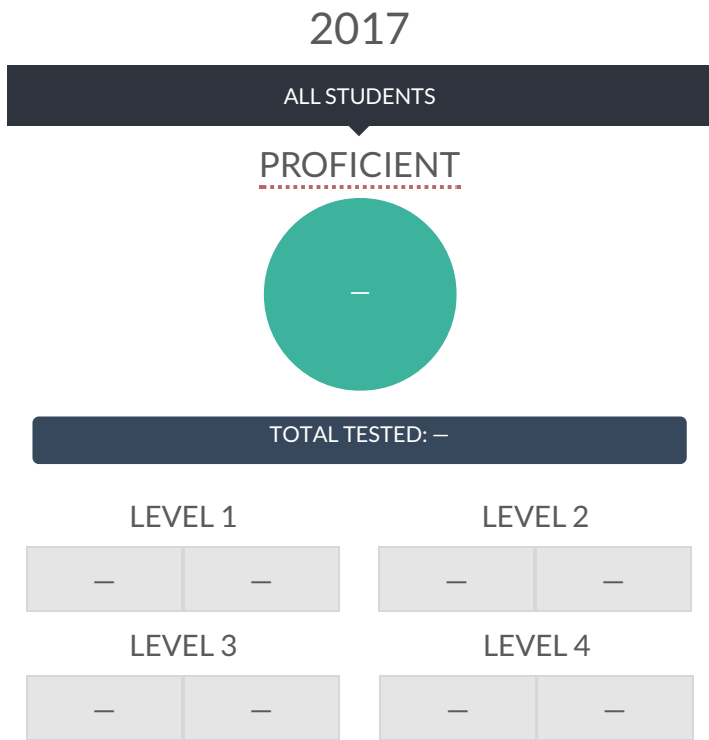 2017
ALL STUDENTS
PROFICIENT
—
TOTAL TESTED: —
LEVEL 1 LEVEL 2
— — — —
LEVEL 3 LEVEL 4
— — — —